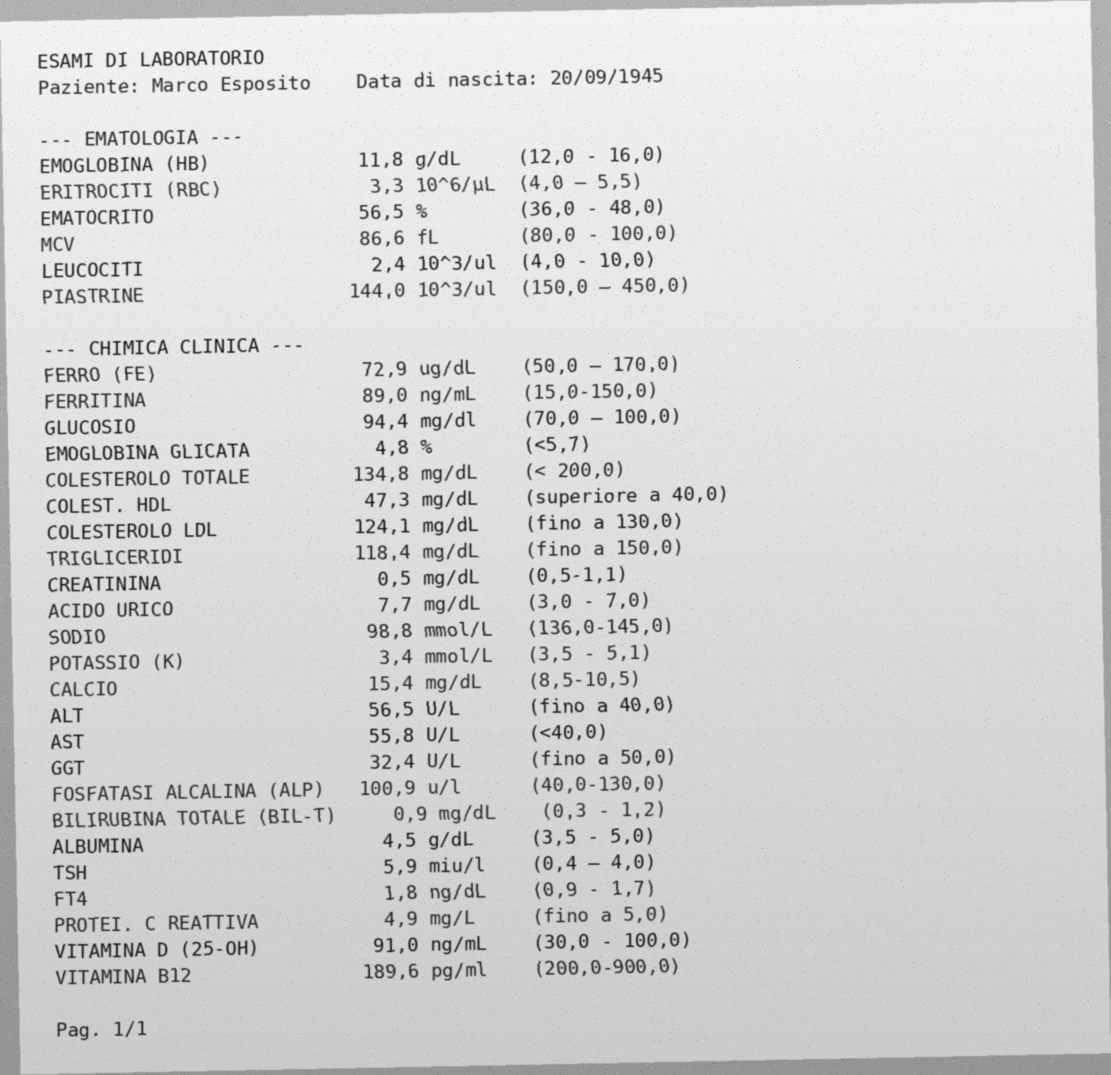 ESAMI DI LABORATORIO
Paziente: Marco Esposito    Data di nascita: 20/09/1945

--- EMATOLOGIA ---
EMOGLOBINA (HB)             11,8 g/dL     (12,0 - 16,0)
ERITROCITI (RBC)             3,3 10^6/µL  (4,0 – 5,5)
EMATOCRITO                  56,5 %        (36,0 - 48,0)
MCV                         86,6 fL       (80,0 - 100,0)
LEUCOCITI                    2,4 10^3/ul  (4,0 - 10,0)
PIASTRINE                  144,0 10^3/ul  (150,0 – 450,0)

--- CHIMICA CLINICA ---
FERRO (FE)                  72,9 ug/dL    (50,0 – 170,0)
FERRITINA                   89,0 ng/mL    (15,0-150,0)
GLUCOSIO                    94,4 mg/dl    (70,0 – 100,0)
EMOGLOBINA GLICATA           4,8 %        (<5,7)
COLESTEROLO TOTALE         134,8 mg/dL    (< 200,0)
COLEST. HDL                 47,3 mg/dL    (superiore a 40,0)
COLESTEROLO LDL            124,1 mg/dL    (fino a 130,0)
TRIGLICERIDI               118,4 mg/dL    (fino a 150,0)
CREATININA                   0,5 mg/dL    (0,5-1,1)
ACIDO URICO                  7,7 mg/dL    (3,0 - 7,0)
SODIO                       98,8 mmol/L   (136,0-145,0)
POTASSIO (K)                 3,4 mmol/L   (3,5 - 5,1)
CALCIO                      15,4 mg/dL    (8,5-10,5)
ALT                         56,5 U/L      (fino a 40,0)
AST                         55,8 U/L      (<40,0)
GGT                         32,4 U/L      (fino a 50,0)
FOSFATASI ALCALINA (ALP)   100,9 u/l      (40,0-130,0)
BILIRUBINA TOTALE (BIL-T)     0,9 mg/dL    (0,3 - 1,2)
ALBUMINA                     4,5 g/dL     (3,5 - 5,0)
TSH                          5,9 miu/l    (0,4 – 4,0)
FT4                          1,8 ng/dL    (0,9 - 1,7)
PROTEI. C REATTIVA           4,9 mg/L     (fino a 5,0)
VITAMINA D (25-OH)          91,0 ng/mL    (30,0 - 100,0)
VITAMINA B12               189,6 pg/ml    (200,0-900,0)

Pag. 1/1